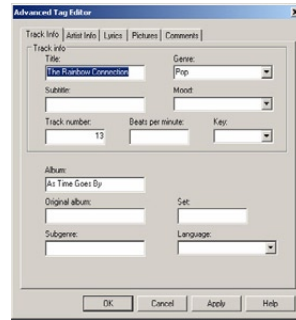 Advanced Tag Editor
Track Info Artist Info Lyrics Pictures Comments
Track info
Title: Genre:
The Rainbow Connection Pop
Subtitle: Mood:
Track number: Beats per minute: Key:
13
Album:
As Time Goes By
Original album: Set:
Subgenre: Language:
OK Cancel Apply Help